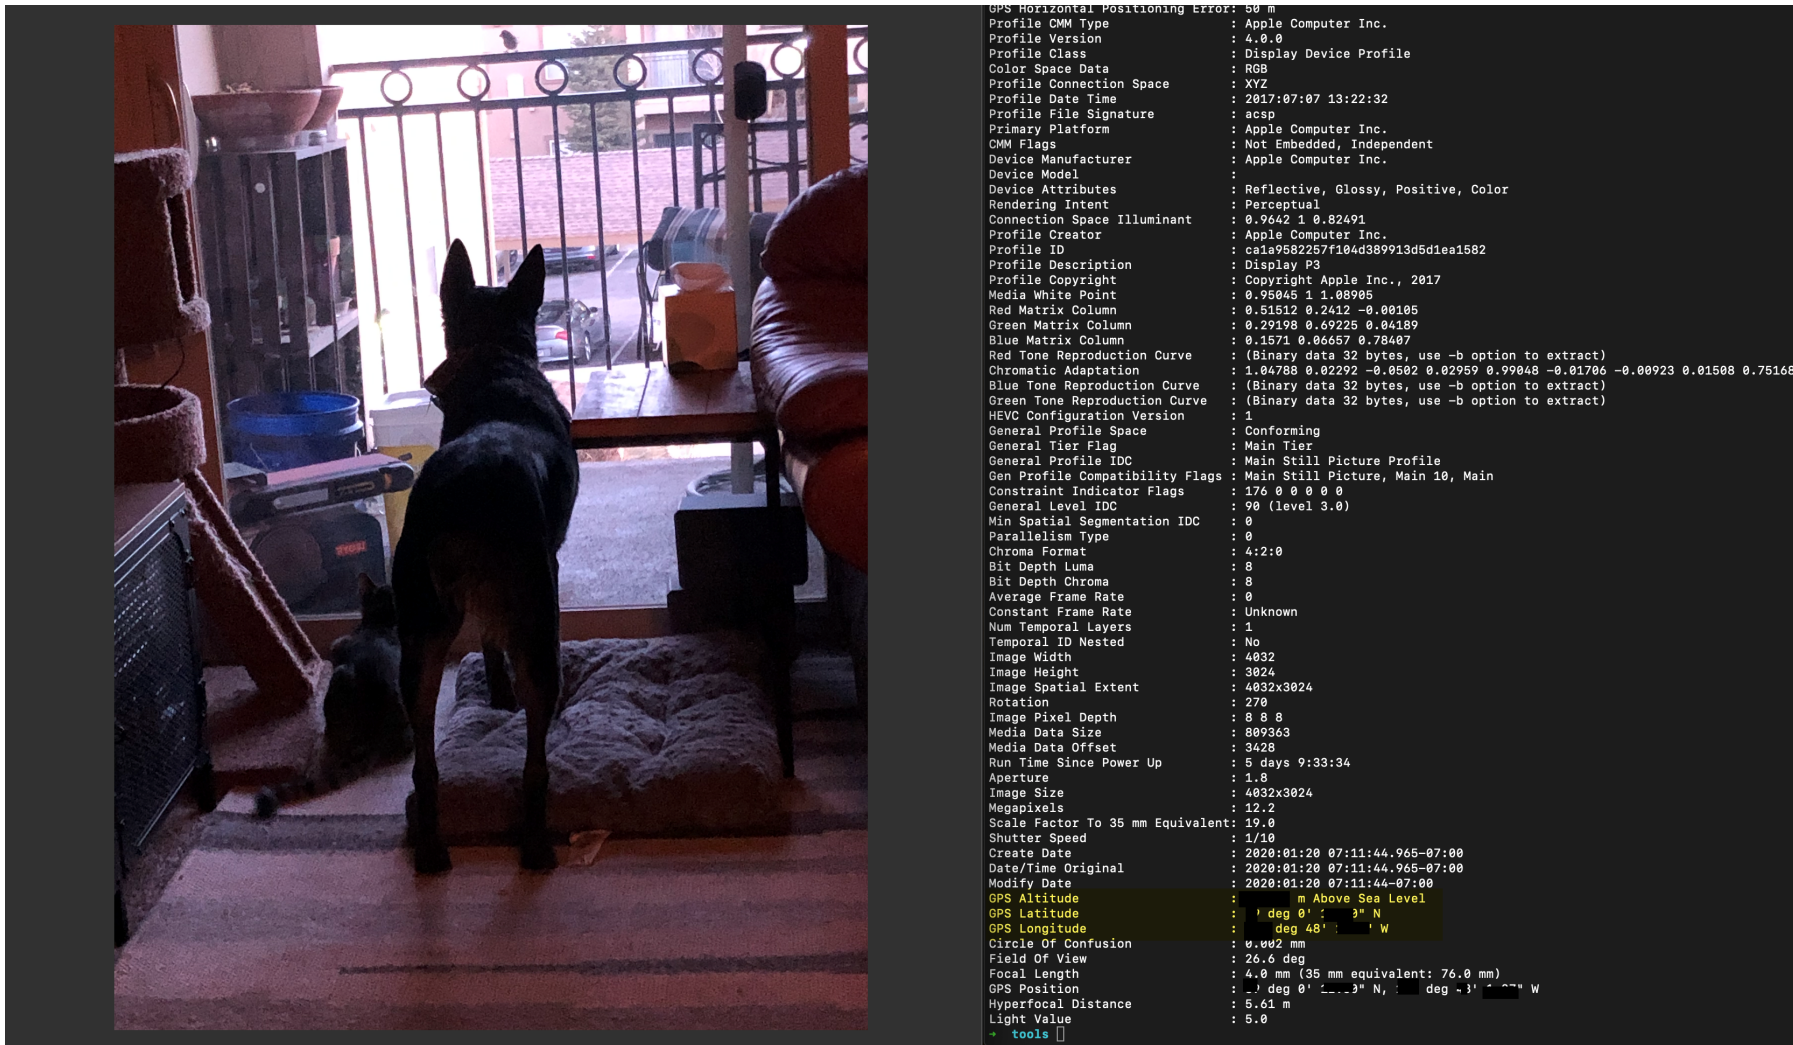 GPS Horizontal Positioning Error: 50 m
Profile CMM Type : Apple Computer Inc.
Profile Version : 4.0.0
Profile Class : Display Device Profile
Color Space Data : RGB
Profile Connection Space : XYZ
Profile Date Time : 2017:07:07 13:22:32
Profile File Signature : acsp
Primary Platform : Apple Computer Inc.
CMM Flags : Not Embedded, Independent
Device Manufacturer : Apple Computer Inc.
Device Model :
Device Attributes : Reflective, Glossy, Positive, Color
Rendering Intent : Perceptual
Connection Space Illuminant : 0.9642 1 0.82491
Profile Creator : Apple Computer Inc.
Profile ID : ca1a9582257f104d389913d5d1ea1582
Profile Description : Display P3
Profile Copyright : Copyright Apple Inc., 2017
Media White Point : 0.95045 1 1.08905
Red Matrix Column : 0.51512 0.2412 -0.00105
Green Matrix Column : 0.29198 0.69225 0.04189
Blue Matrix Column : 0.1571 0.06657 0.78407
Red Tone Reproduction Curve : (Binary data 32 bytes, use -b option to extract)
Chromatic Adaptation : 1.04788 0.02292 -0.0502 0.02959 0.99048 -0.01706 -0.00923 0.01508 0.75168
Blue Tone Reproduction Curve : (Binary data 32 bytes, use -b option to extract)
Green Tone Reproduction Curve : (Binary data 32 bytes, use -b option to extract)
HEVC Configuration Version : 1
General Profile Space : Conforming
General Tier Flag : Main Tier
General Profile IDC : Main Still Picture Profile
Gen Profile Compatibility Flags : Main Still Picture, Main 10, Main
Constraint Indicator Flags : 176 0 0 0 0 0
General Level IDC : 90 (level 3.0)
Min Spatial Segmentation IDC : 0
Parallelism Type : 0
Chroma Format : 4:2:0
Bit Depth Luma : 8
Bit Depth Chroma : 8
Average Frame Rate : 0
Constant Frame Rate : Unknown
Num Temporal Layers : 1
Temporal ID Nested : No
Image Width : 4032
Image Height : 3024
Image Spatial Extent : 4032x3024
Rotation : 270
Image Pixel Depth : 8 8 8
Media Data Size : 809363
Media Data Offset : 3428
Run Time Since Power Up : 5 days 9:33:34
Aperture : 1.8
Image Size : 4032x3024
Megapixels : 12.2
Scale Factor To 35 mm Equivalent: 19.0
Shutter Speed : 1/10
Create Date : 2020:01:20 07:11:44.965-07:00
Date/Time Original : 2020:01:20 07:11:44.965-07:00
Modify Date : 2020:01:20 07:11:44-07:00
GPS Altitude : m Above Sea Level
GPS Latitude : deg 0' N
GPS Longitude : deg 48' W
Circle Of Confusion : 0.002 mm
Field Of View : 26.6 deg
Focal Length : 4.0 mm (35 mm equivalent: 76.0 mm)
GPS Position : deg 0' N, deg W
Hyperfocal Distance : 5.61 m
Light Value : 5.0
→ tools